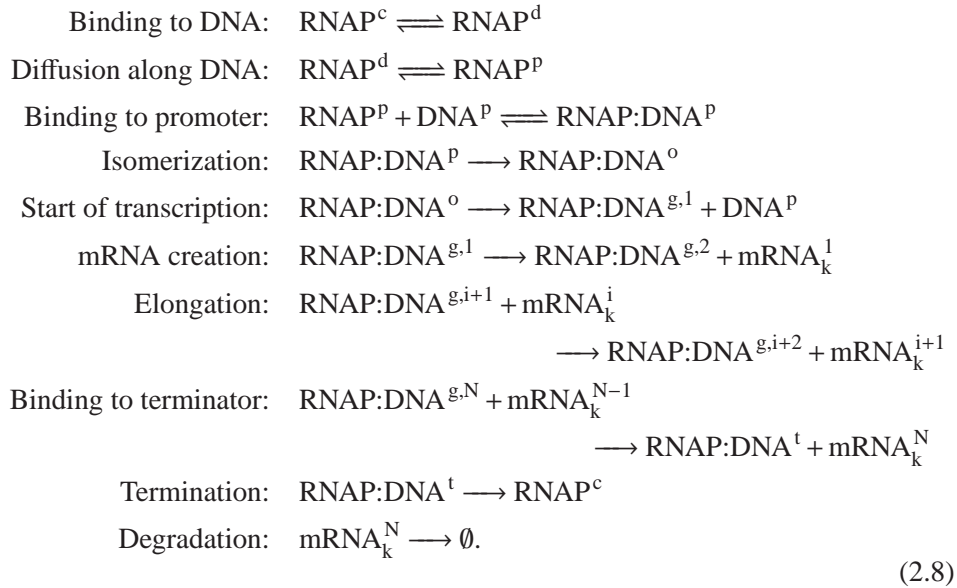 Binding to DNA: RNAP^c ⇌ RNAP^d
Diffusion along DNA: RNAP^d ⇌ RNAP^p
Binding to promoter: RNAP^p + DNA^p ⇌ RNAP:DNA^p
Isomerization: RNAP:DNA^p ⟶ RNAP:DNA^o
Start of transcription: RNAP:DNA^o ⟶ RNAP:DNA^{g,1} + DNA^p
mRNA creation: RNAP:DNA^{g,1} ⟶ RNAP:DNA^{g,2} + mRNA_k^1
Elongation: RNAP:DNA^{g,i+1} + mRNA_k^i
⟶ RNAP:DNA^{g,i+2} + mRNA_k^{i+1}
Binding to terminator: RNAP:DNA^{g,N} + mRNA_k^{N−1}
⟶ RNAP:DNA^t + mRNA_k^N
Termination: RNAP:DNA^t ⟶ RNAP^c
Degradation: mRNA_k^N ⟶ ∅.
(2.8)